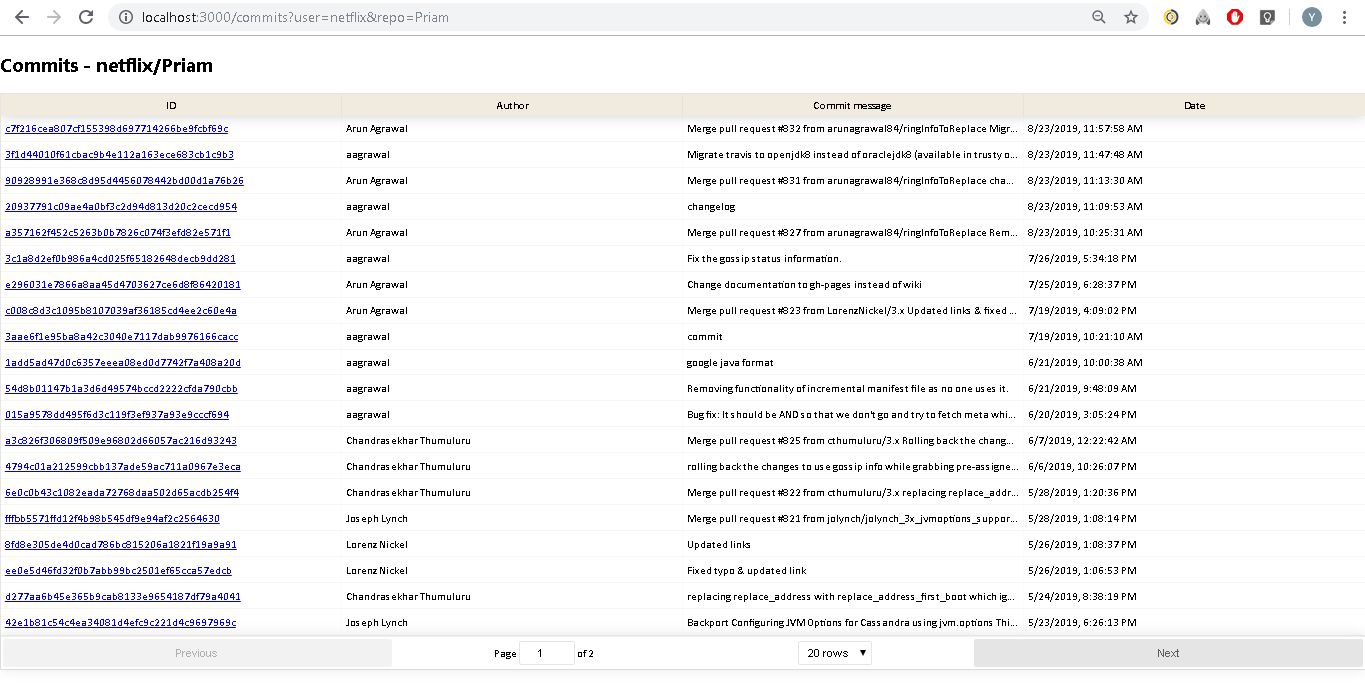 localhost:3000/commits?user=netflix&repo=Priam
Y
Commits - netflix/Priam
ID Author Commit message Date
c7f216cea807cf155398d697714266be9fcbf69c Arun Agrawal Merge pull request #832 from arunagrawal84/ringInfoToReplace Migr... 8/23/2019, 11:57:58 AM
3f1d44010f61cbac9b4e112a163ece683cb1c9b3 aagrawal Migrate travis to openjdk8 instead of oraclejdk8 (available in trusty o... 8/23/2019, 11:47:48 AM
90928991e368c8d95d4456078442bd00d1a76b26 Arun Agrawal Merge pull request #831 from arunagrawal84/ringInfoToReplace cha... 8/23/2019, 11:13:30 AM
20937791c09ae4a0bf3c2d94d813d20c2cecd954 aagrawal changelog 8/23/2019, 11:09:53 AM
a357162f452c5263b0b7826c074f3efd82e571f1 Arun Agrawal Merge pull request #827 from arunagrawal84/ringInfoToReplace Rem... 8/23/2019, 10:25:31 AM
3c1a8d2ef0b986a4cd025f65182648decb9dd281 aagrawal Fix the gossip status information. 7/26/2019, 5:34:18 PM
e296031e7866a8aa45d4703627ce6d8f86420181 Arun Agrawal Change documentation to gh-pages instead of wiki 7/25/2019, 6:28:37 PM
c008c8d3c1095b8107039af36185cd4ee2c60e4a Arun Agrawal Merge pull request #823 from LorenzNickel/3.x Updated links & fixed ... 7/19/2019, 4:09:02 PM
3aae6f1e95ba8a42c3040e7117dab9976166cacc aagrawal commit 7/19/2019, 10:21:10 AM
1add5ad47d0c6357eeea08ed0d7742f7a408a20d aagrawal google java format 6/21/2019, 10:00:38 AM
54d8b01147b1a3d6d49574bccd2222cfda790cbb aagrawal Removing functionality of incremental manifest file as no one uses it. 6/21/2019, 9:48:09 AM
015a9578dd495f6d3c119f3ef937a93e9cccf694 aagrawal Bug fix: It should be AND so that we don't go and try to fetch meta whi... 6/20/2019, 3:05:24 PM
a3c826f306809f509e96802d66057ac216d93243 Chandrasekhar Thumuluru Merge pull request #825 from cthumuluru/3.x Rolling back the chang... 6/7/2019, 12:22:42 AM
4794c01a212599cbb137ade59ac711a0967e3eca Chandrasekhar Thumuluru rolling back the changes to use gossip info while grabbing pre-assigne... 6/6/2019, 10:26:07 PM
6e0c0b43c1082eada72768daa502d65acdb254f4 Chandrasekhar Thumuluru Merge pull request #822 from cthumuluru/3.x replacing replace_addr... 5/28/2019, 1:20:36 PM
fffbb5571ffd12f4b98b545df9e94af2c2564630 Joseph Lynch Merge pull request #821 from jolynch/jolynch_3x_jvmoptions_suppor... 5/28/2019, 1:08:14 PM
8fd8e305de4d0cad786bc815206a1821f19a9a91 Lorenz Nickel Updated links 5/26/2019, 1:08:37 PM
ee0e5d46fd32f0b7abb99bc2501ef65cca57edcb Lorenz Nickel Fixed typo & updated link 5/26/2019, 1:06:53 PM
d277aa6b45e365b9cab8133e9654187df79a4041 Chandrasekhar Thumuluru replacing replace_address with replace_address_first_boot which ig... 5/24/2019, 8:38:19 PM
42e1b81c54c4ea34081d4efc9c221d4c9697969c Joseph Lynch Backport Configuring JVM Options for Cassandra using jvm.options Thi... 5/23/2019, 6:26:13 PM
Previous Page 1 of 2 20 rows Next